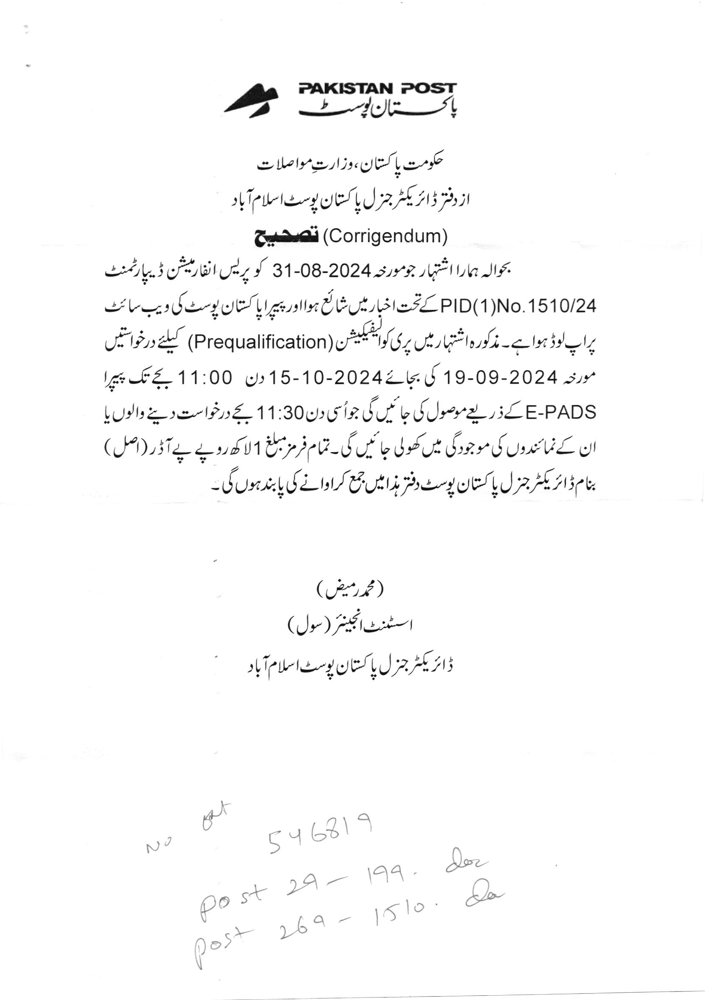 PAKISTAN POST
پاکستان پوسٹ
حکومت پاکستان، وزارتِ مواصلات
از دفتر ڈائریکٹر جنرل پاکستان پوسٹ اسلام آباد
تصحیح (Corrigendum)
بحوالہ ہمارا اشتہار جو مورخہ 31-08-2024 کو پریس انفارمیشن ڈیپارٹمنٹ
PID(1)No.1510/24 کے تحت اخبار میں شائع ہوا اور پیپرا پاکستان پوسٹ کی ویب سائٹ
پر اپ لوڈ ہوا ہے۔ مذکورہ اشتہار میں پری کوالیفیکیشن (Prequalification) کیلئے درخواستیں
مورخہ 19-09-2024 کی بجائے 15-10-2024 دن 11:00 بجے تک پیپرا
E-PADS کے ذریعے موصول کی جائیں گی جو اُسی دن 11:30 بجے درخواست دینے والوں یا
ان کے نمائندوں کی موجودگی میں کھولی جائیں گی۔ تمام فرمز مبلغ 1 لاکھ روپے پے آڈر (اصل)
بنام ڈائریکٹر جنرل پاکستان پوسٹ دفتر ہذا میں جمع کراوانے کی پابند ہوں گی۔
(محمد رمیض)
اسسٹنٹ انجینئر (سول)
ڈائریکٹر جنرل پاکستان پوسٹ اسلام آباد
No
546819
post 29 - 199.
post 269 - 1510.